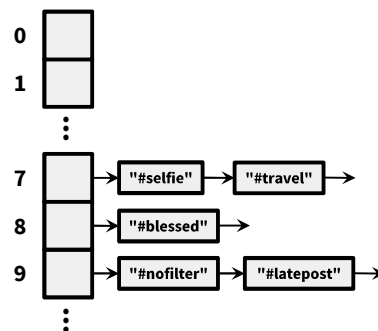 0
1
7 "#selfie" "#travel"
8 "#blessed"
9 "#nofilter" "#latepost"